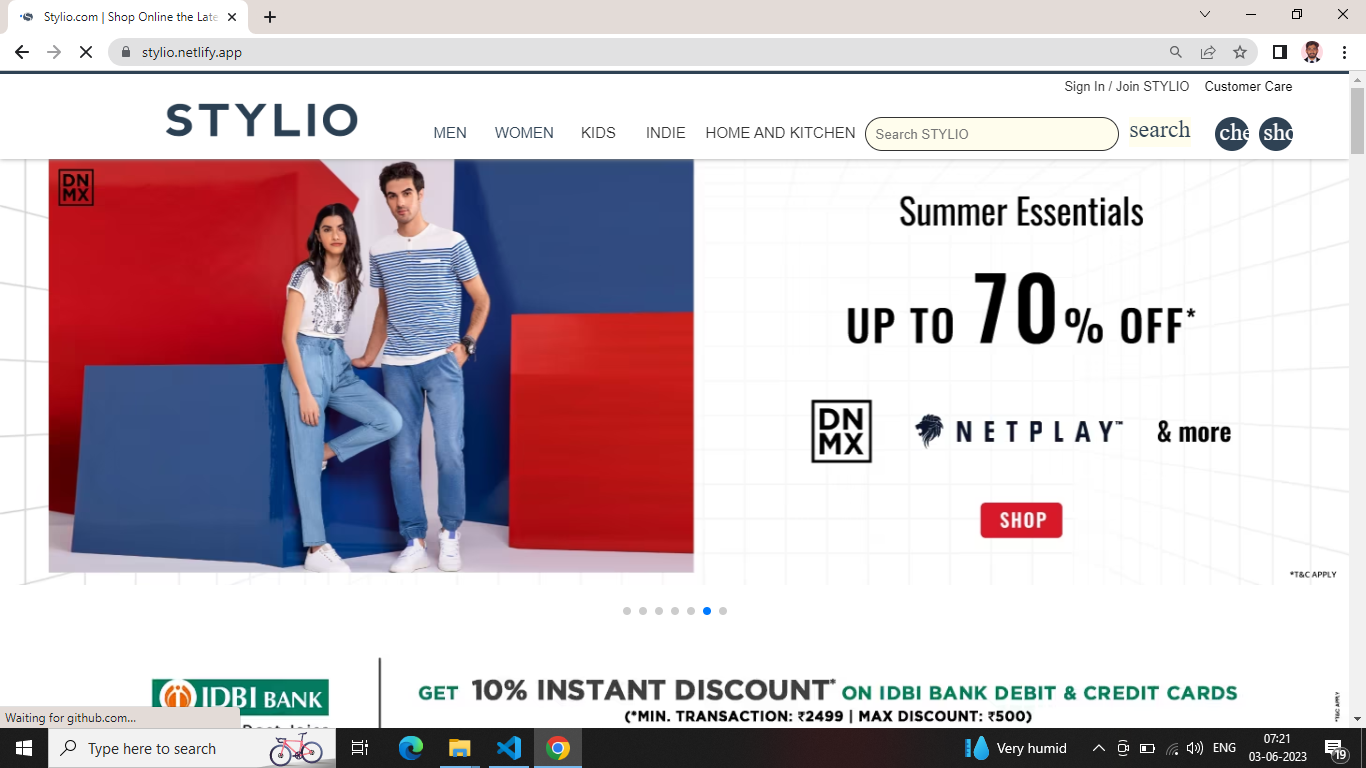 Stylio.com | Shop Online the Late
stylio.netlify.app
Sign In / Join STYLIO Customer Care
STYLIO
MEN WOMEN KIDS INDIE HOME AND KITCHEN Search STYLIO search che sho
DN
MX
Summer Essentials
UP TO 70% OFF*
DN
MX
NETPLAY™ & more
SHOP
*T&C APPLY
IDBI BANK
GET 10% INSTANT DISCOUNT* ON IDBI BANK DEBIT & CREDIT CARDS
(*MIN. TRANSACTION: ₹2499 | MAX DISCOUNT: ₹500)
*T&C APPLY
Waiting for github.com...
Type here to search
Very humid
ENG
07:21
03-06-2023
19